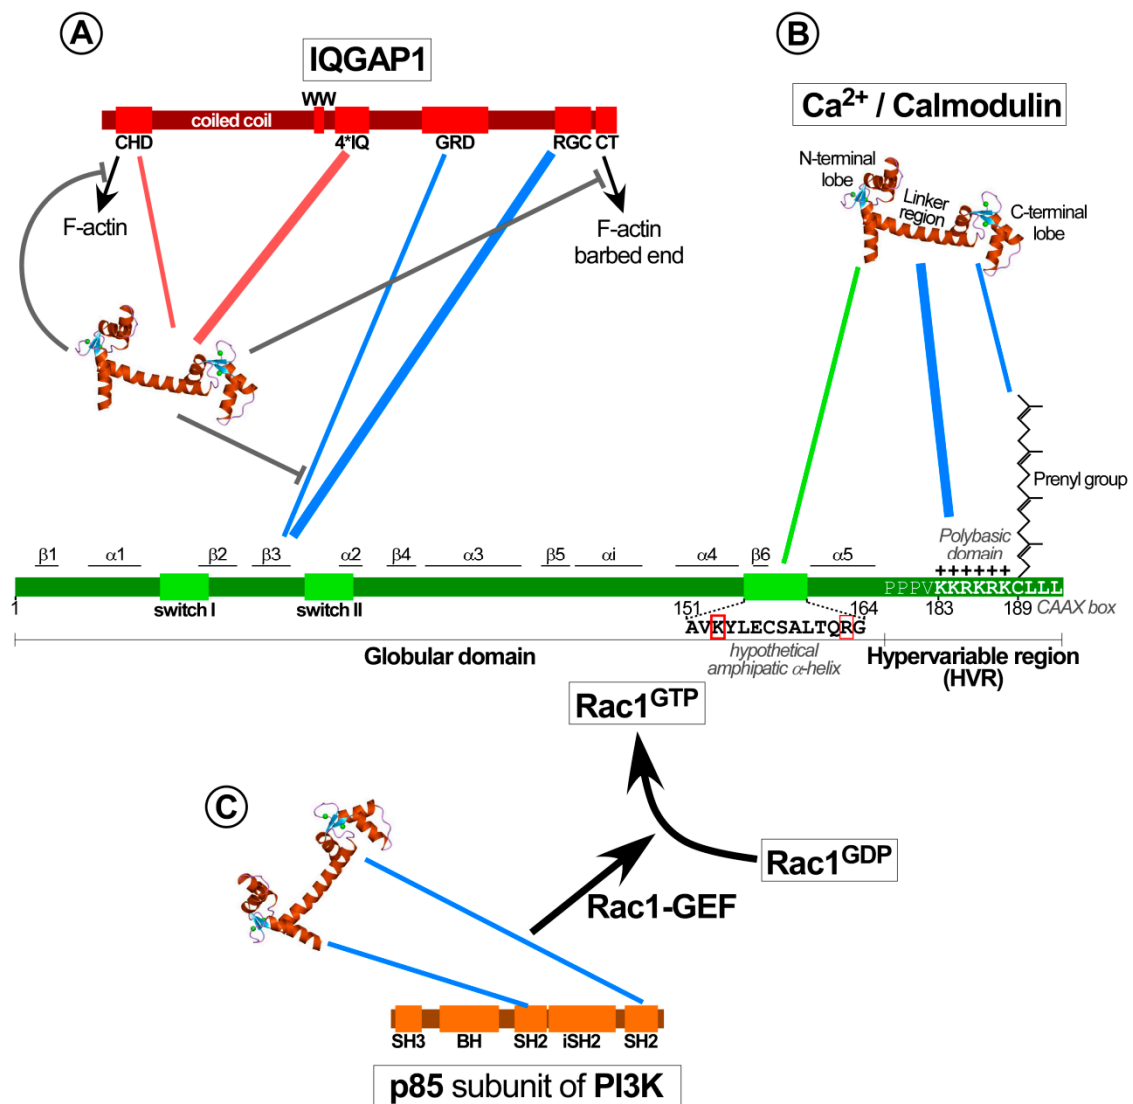 A
IQGAP1
WW
coiled coil
CHD
4*IQ
GRD
RGC
CT
F-actin
F-actin
barbed end
B
Ca2+ / Calmodulin
N-terminal
lobe
Linker
region
C-terminal
lobe
Prenyl group
Polybasic
domain
++++++
β1
α1
β2
β3
α2
β4
α3
β5
αi
α4
β6
α5
PPPVKKRKRKCLLL
1
switch I
switch II
151
164
183
189
CAAX box
AVKYLECSALTQRG
hypothetical
amphipatic α-helix
Globular domain
Hypervariable region
(HVR)
Rac1GTP
C
Rac1GDP
Rac1-GEF
SH3
BH
SH2
iSH2
SH2
p85 subunit of PI3K